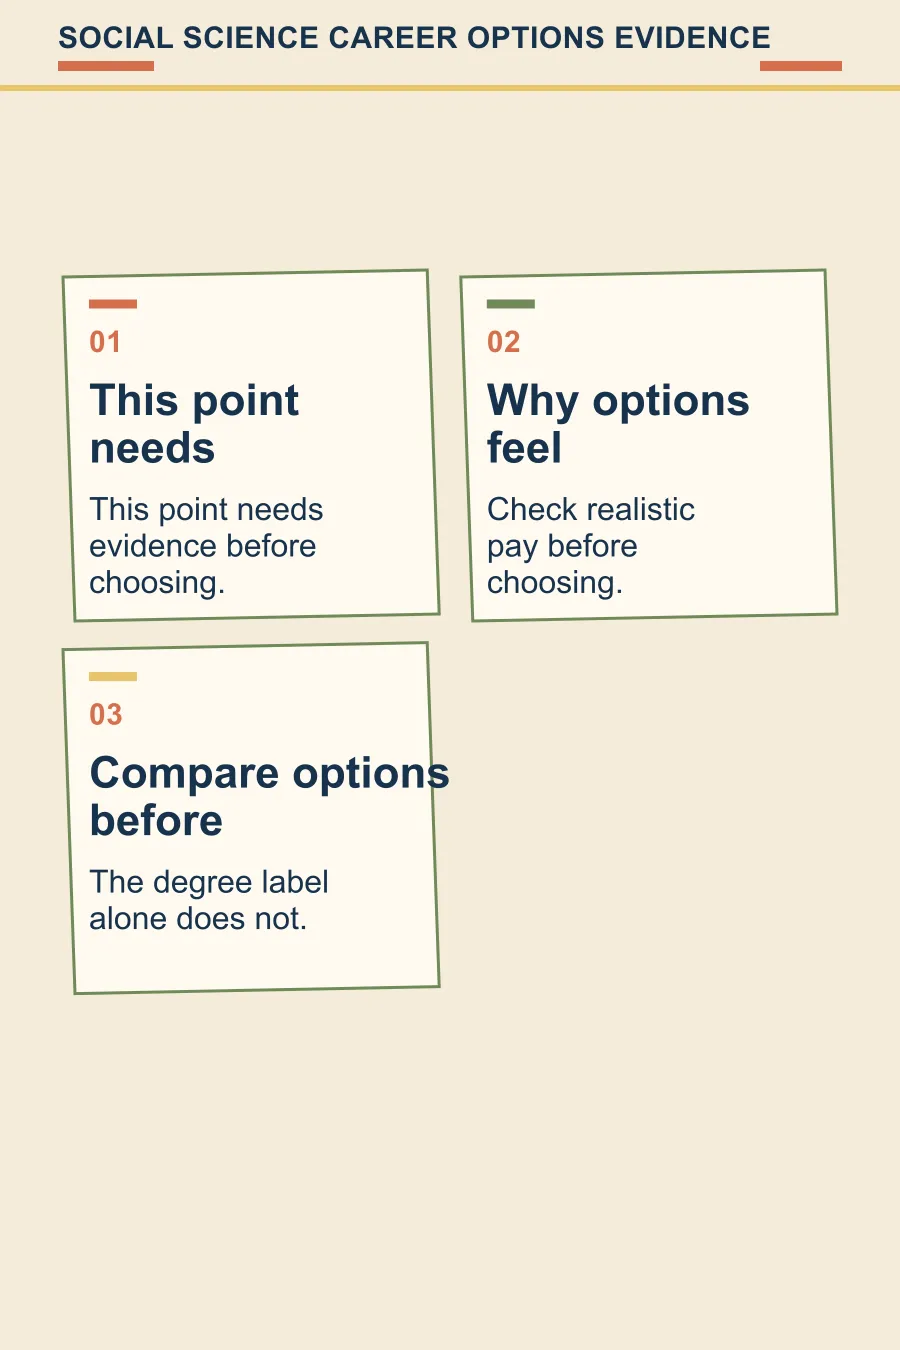 SOCIAL SCIENCE CAREER OPTIONS EVIDENCE
01
This point
needs
This point needs
evidence before
choosing.
02
Why options
feel
Check realistic
pay before
choosing.
03
Compare options
before
The degree label
alone does not.